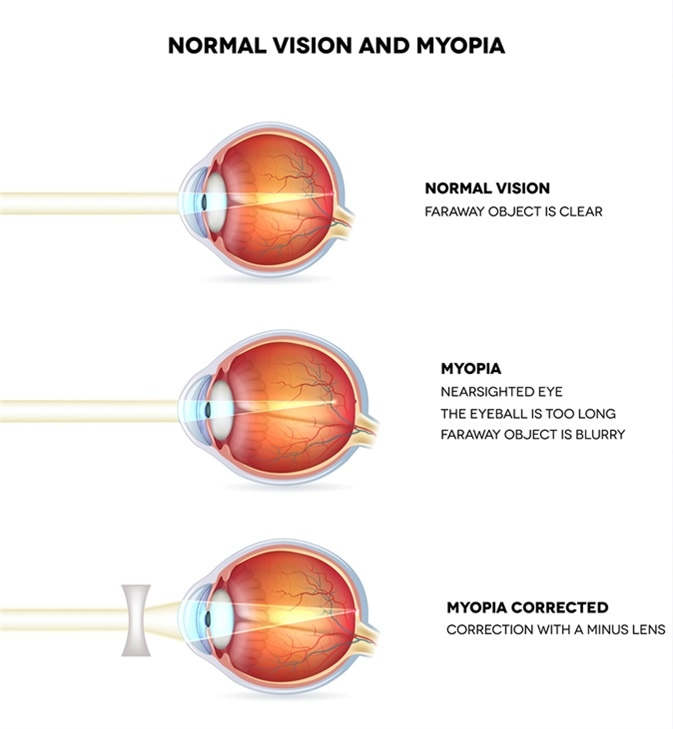 NORMAL VISION AND MYOPIA
NORMAL VISION
FARAWAY OBJECT IS CLEAR
MYOPIA
NEARSIGHTED EYE
THE EYEBALL IS TOO LONG
FARAWAY OBJECT IS BLURRY
MYOPIA CORRECTED
CORRECTION WITH A MINUS LENS